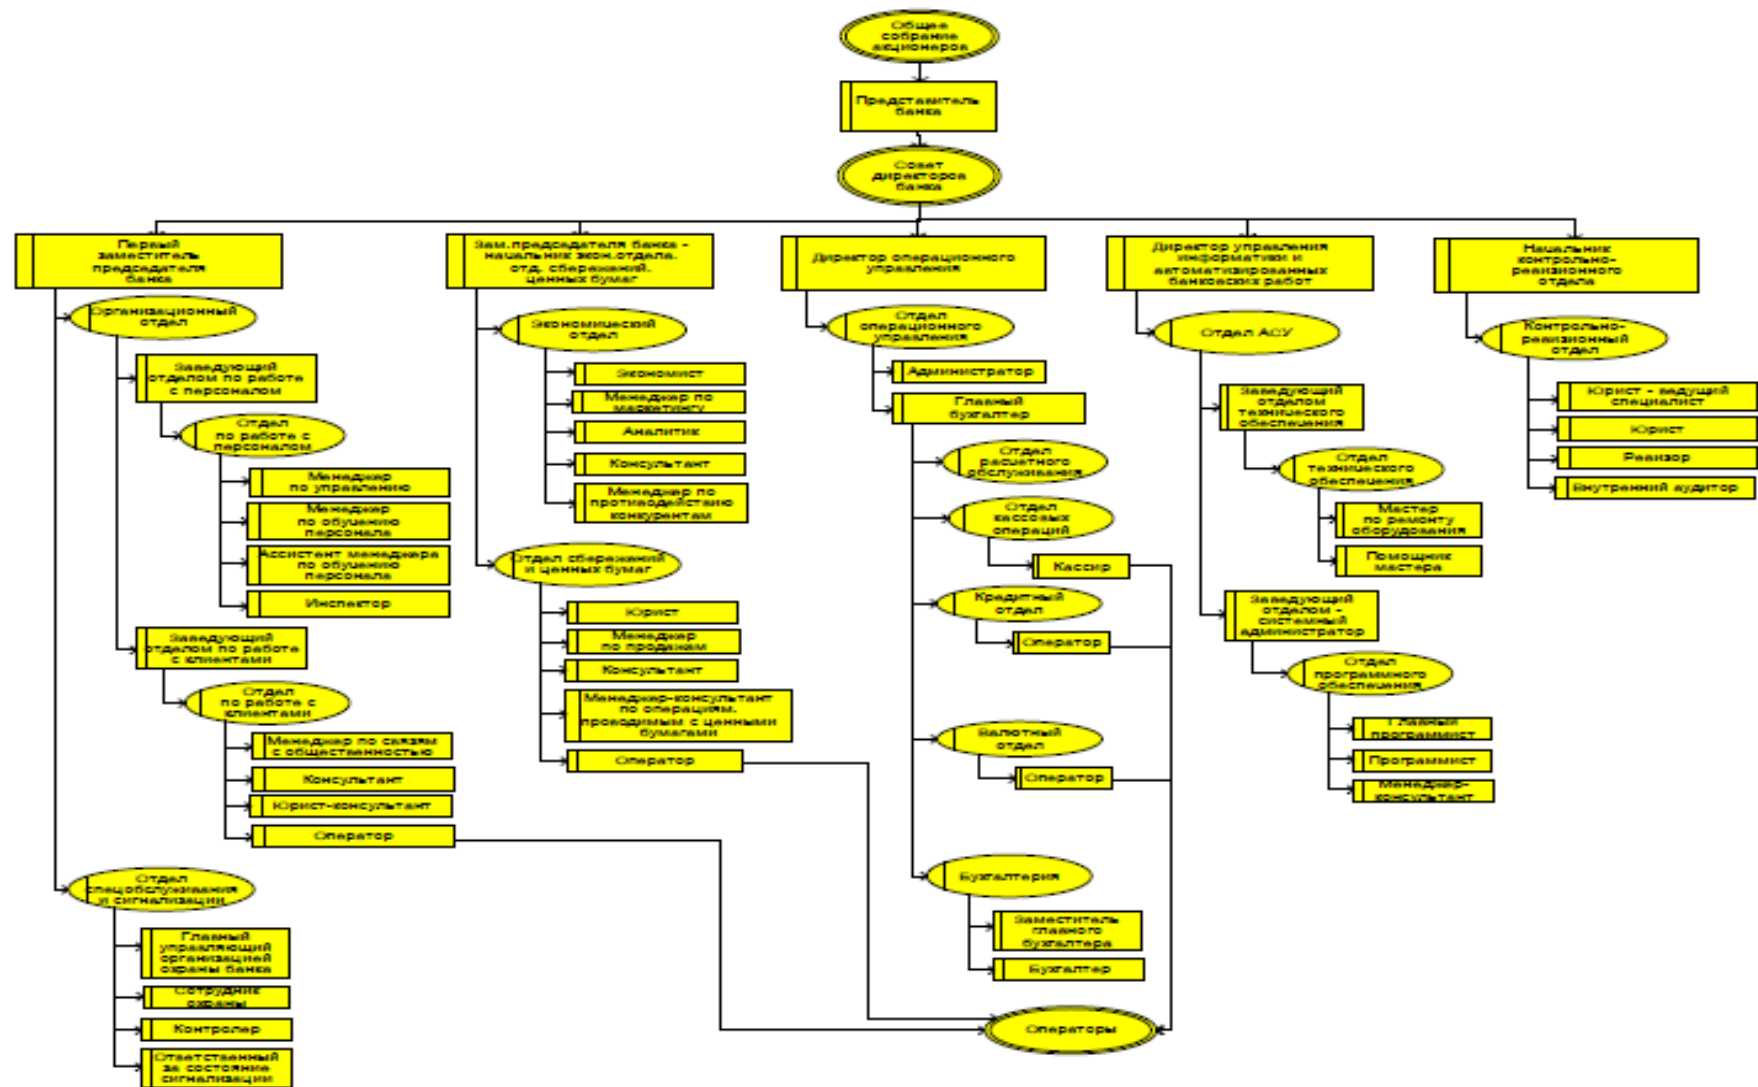 Общее
собрание
акционеров
Представитель
банка
Совет
директоров
банка
Первый
заместитель
председателя
банка
Зам.председателя банка -
начальник экон.отдела.
отд. сбережений.
ценных бумаг
Директор операционного
управления
Директор управления
информатики и
автоматизированных
банковских работ
Начальник
контрольно-
ревизионного
отдела
Организационный
отдел
Заведующий
отделом по работе
с персоналом
Отдел
по работе с
персоналом
Менеджер
по управлению
Менеджер
по обучению
персонала
Ассистент менеджера
по обучению
персонала
Инспектор
Заведующий
отделом по работе
с клиентами
Отдел
по работе с
клиентами
Менеджер по связям
с общественностью
Консультант
Юрист-консультант
Оператор
Отдел
спецобслуживания
и сигнализации
Главный
управляющий
организацией
охраны банка
Сотрудник
охраны
Контролер
Ответственный
за состояние
сигнализации
Экономический
отдел
Экономист
Менеджер по
маркетингу
Аналитик
Консультант
Менеджер по
противодействию
конкурентам
Отдел сбережений
и ценных бумаг
Юрист
Менеджер
по продажам
Консультант
Менеджер-консультант
по операциям.
проводимым с ценными
бумагами
Оператор
Отдел
операционного
управления
Администратор
Главный
бухгалтер
Отдел
расчетного
обслуживания
Отдел
кассовых
операций
Кассир
Кредитный
отдел
Оператор
Валютный
отдел
Оператор
Бухгалтерия
Заместитель
главного
бухгалтера
Бухгалтер
Операторы
Отдел АСУ
Заведующий
отделом
технического
обеспечения
Отдел
технического
обеспечения
Мастер
по ремонту
оборудования
Помощник
мастера
Заведующий
отделом -
системный
администратор
Отдел
программного
обеспечения
Главный
программист
Программист
Менеджер-
консультант
Контрольно-
ревизионный
отдел
Юрист - ведущий
специалист
Юрист
Ревизор
Внутренний аудитор